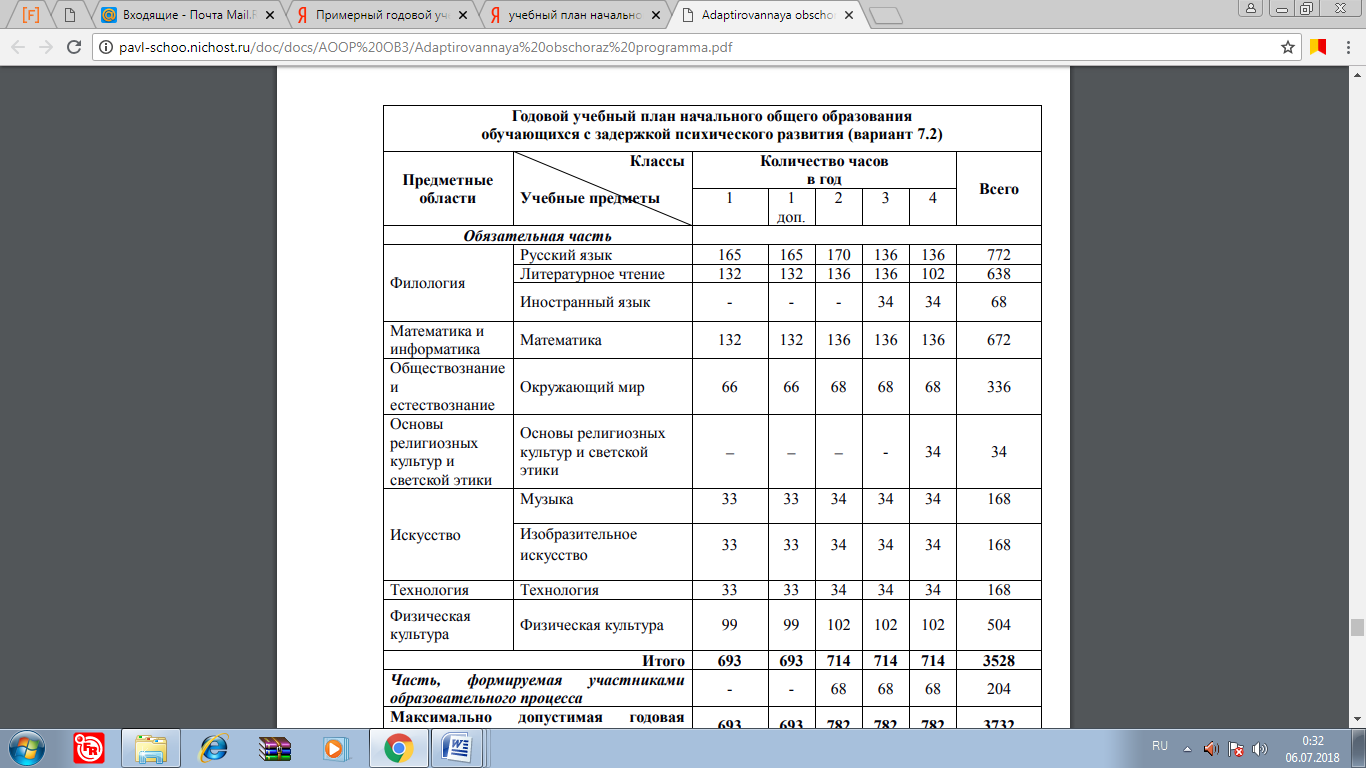 Входящие - Почта Mail.R
Примерный годовой уч
учебный план начально
Adaptirovannaya obscho
pavl-schoo.nichost.ru/doc/docs/AOOP%20OB3/Adaptirovannaya%20obschoraz%20programma.pdf
Годовой учебный план начального общего образования
обучающихся с задержкой психического развития (вариант 7.2)
Предметные области
Классы
Учебные предметы
Количество часов
в год
Всего
1
1 доп.
2
3
4
Обязательная часть
Филология
Русский язык 165 165 170 136 136 772
Литературное чтение 132 132 136 136 102 638
Иностранный язык - - - 34 34 68
Математика и
информатика
Математика 132 132 136 136 136 672
Обществознание
и
естествознание
Окружающий мир 66 66 68 68 68 336
Основы
религиозных
культур и
светской этики
Основы религиозных
культур и светской
этики
– – – - 34 34
Искусство
Музыка 33 33 34 34 34 168
Изобразительное
искусство
33 33 34 34 34 168
Технология Технология 33 33 34 34 34 168
Физическая
культура
Физическая культура 99 99 102 102 102 504
Итого 693 693 714 714 714 3528
Часть, формируемая участниками
образовательного процесса
- - 68 68 68 204
Максимально допустимая годовая
693 693 782 782 782 3732
RU
0:32
06.07.2018